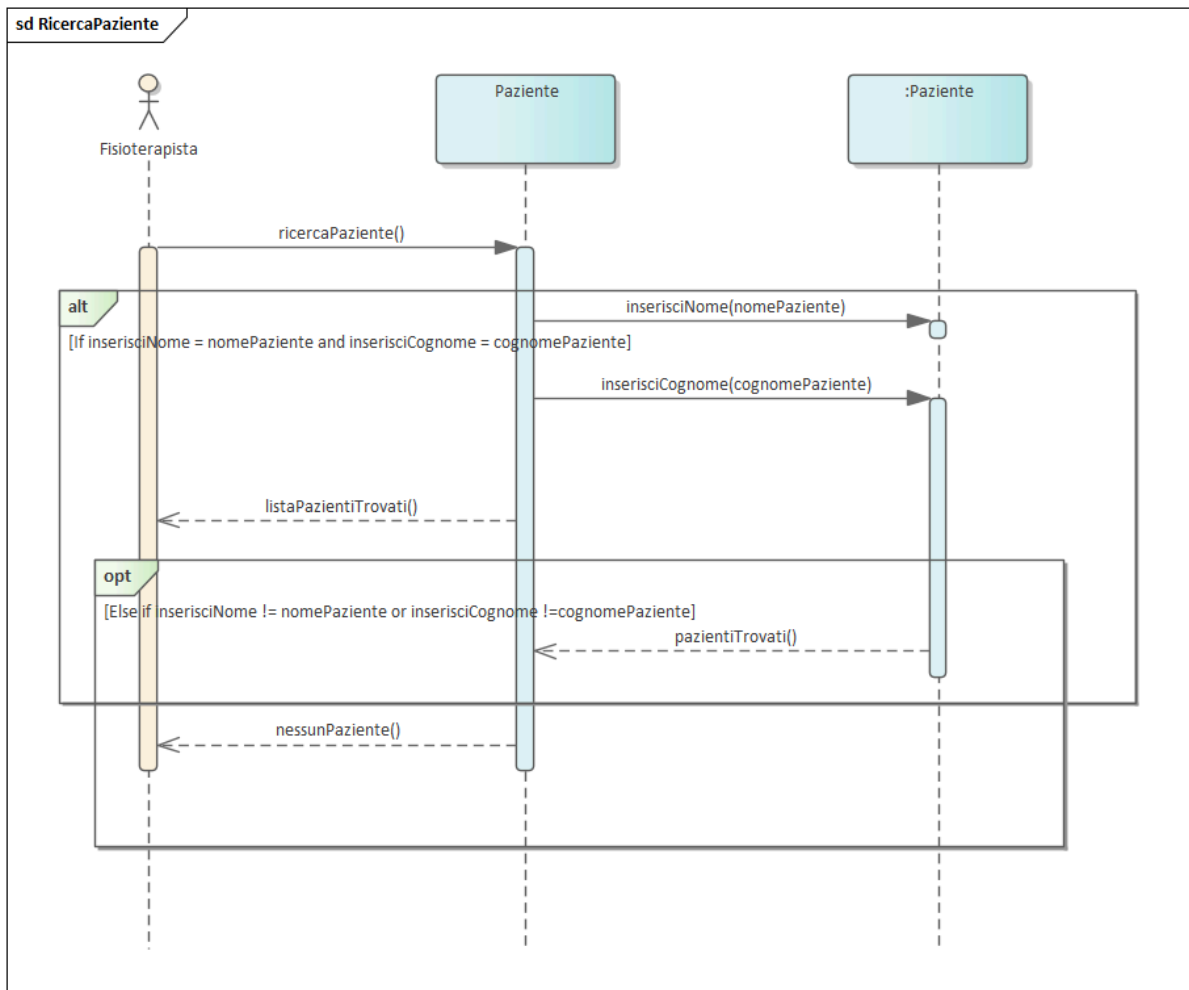 sd RicercaPaziente
Paziente
:Paziente
Fisioterapista
ricercaPaziente()
alt
inserisciNome(nomePaziente)
[If inserisciNome = nomePaziente and inserisciCognome = cognomePaziente]
inserisciCognome(cognomePaziente)
listaPazientiTrovati()
opt
[Else if inserisciNome != nomePaziente or inserisciCognome !=cognomePaziente]
pazientiTrovati()
nessunPaziente()